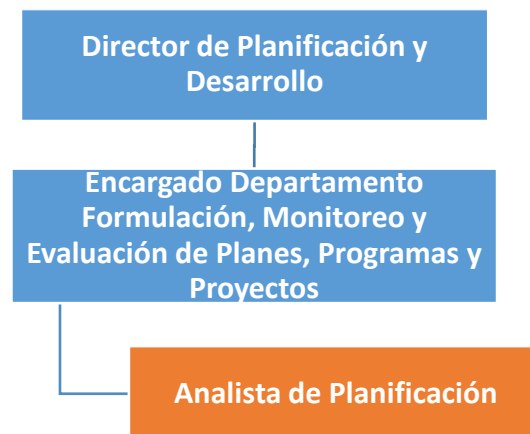 Director de Planificación y
Desarrollo
Encargado Departamento
Formulación, Monitoreo y
Evaluación de Planes, Programas y
Proyectos
Analista de Planificación